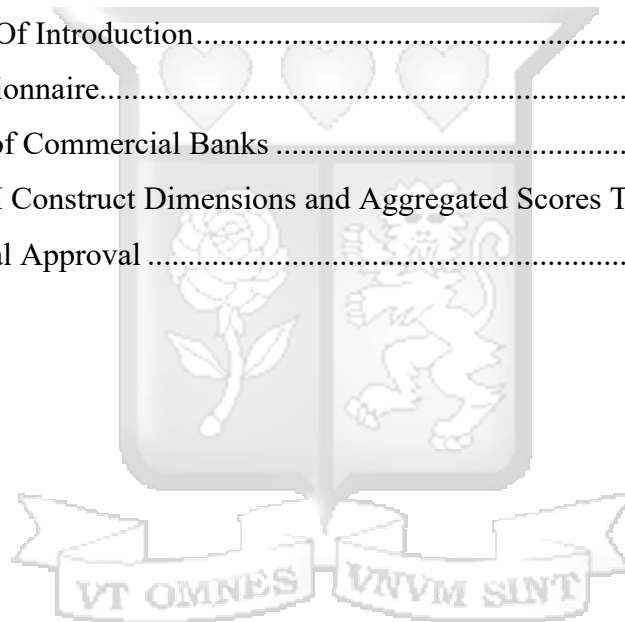 Of Introduction........................................................
ionnaire....................................................................
of Commercial Banks .............................................
I Construct Dimensions and Aggregated Scores T
al Approval ..............................................................
VT OMNES VNVM SINT